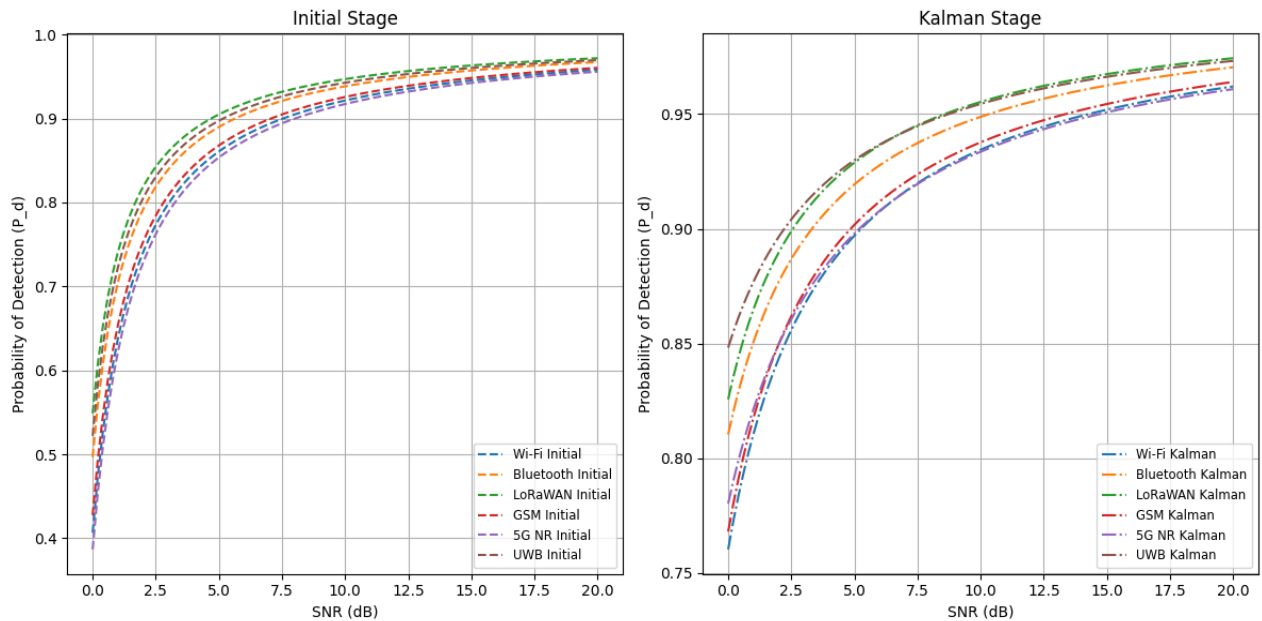 Initial Stage
Probability of Detection (P_d)
1.0
0.9
0.8
0.7
0.6
0.5
0.4
0.0 2.5 5.0 7.5 10.0 12.5 15.0 17.5 20.0
SNR (dB)
Wi-Fi Initial
Bluetooth Initial
LoRaWAN Initial
GSM Initial
5G NR Initial
UWB Initial
Kalman Stage
Probability of Detection (P_d)
0.95
0.90
0.85
0.80
0.75
0.0 2.5 5.0 7.5 10.0 12.5 15.0 17.5 20.0
SNR (dB)
Wi-Fi Kalman
Bluetooth Kalman
LoRaWAN Kalman
GSM Kalman
5G NR Kalman
UWB Kalman